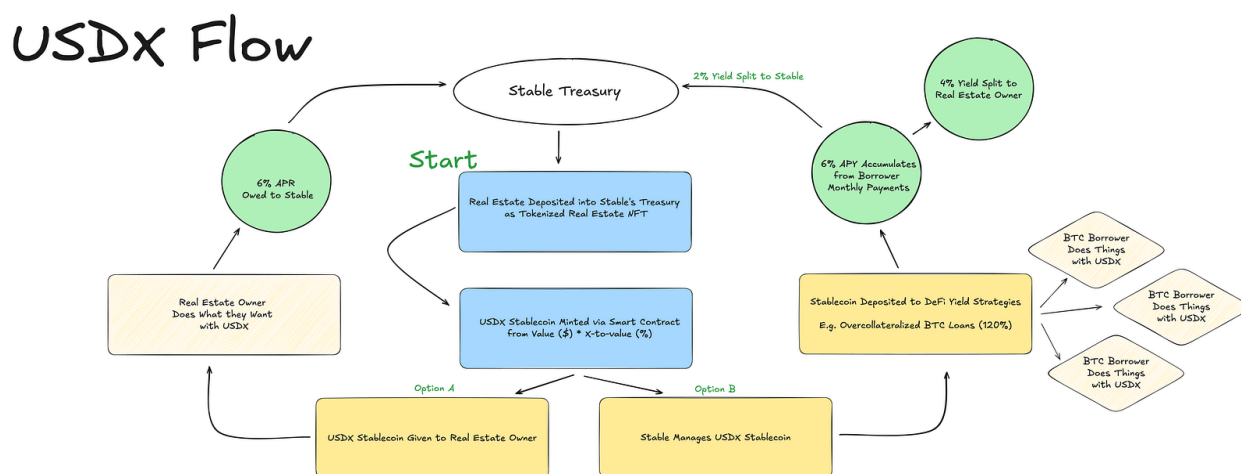 USDX Flow
Stable Treasury
2% Yield Split to Stable
4% Yield Split to
Real Estate Owner
Start
6% APR
Owed to Stable
Real Estate Deposited into Stable's Treasury
as Tokenized Real Estate NFT
6% APY Accumulates
from Borrower
Monthly Payments
BTC Borrower
Does Things
with USDX
Real Estate Owner
Does What they Want
with USDX
USDX Stablecoin Minted via Smart Contract
from Value ($) * X-to-value (%)
Stablecoin Deposited to DeFi Yield Strategies
E.g. Overcollateralized BTC Loans (120%)
BTC Borrower
Does Things
with USDX
BTC Borrower
Does Things
with USDX
Option A
Option B
USDX Stablecoin Given to Real Estate Owner
Stable Manages USDX Stablecoin